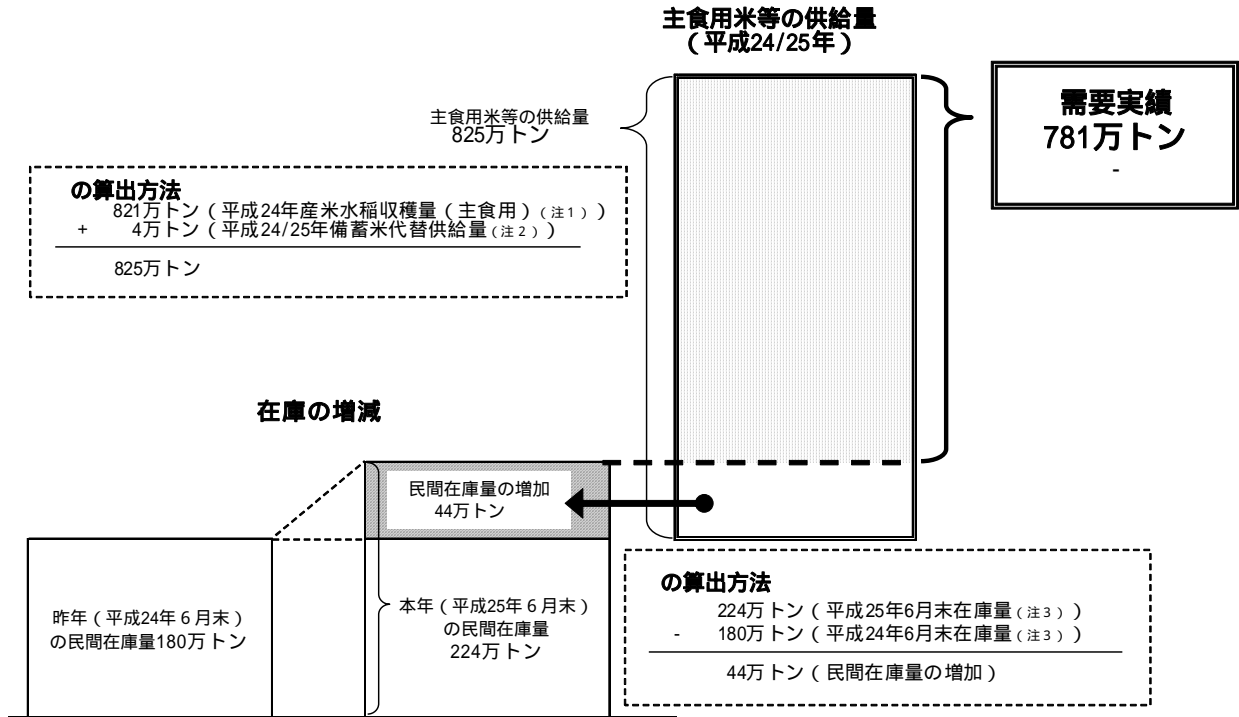 主食用米等の供給量
（平成24/25年）
主食用米等の供給量
825万トン
需要実績
781万トン
-
の算出方法
821万トン（平成24年産米水稲収穫量（主食用）（注1））
+ 4万トン（平成24/25年備蓄米代替供給量（注2））
825万トン
在庫の増減
民間在庫量の増加
44万トン
昨年（平成24年6月末）
の民間在庫量180万トン
本年（平成25年6月末）
の民間在庫量
224万トン
の算出方法
224万トン（平成25年6月末在庫量（注3））
- 180万トン（平成24年6月末在庫量（注3））
44万トン（民間在庫量の増加）